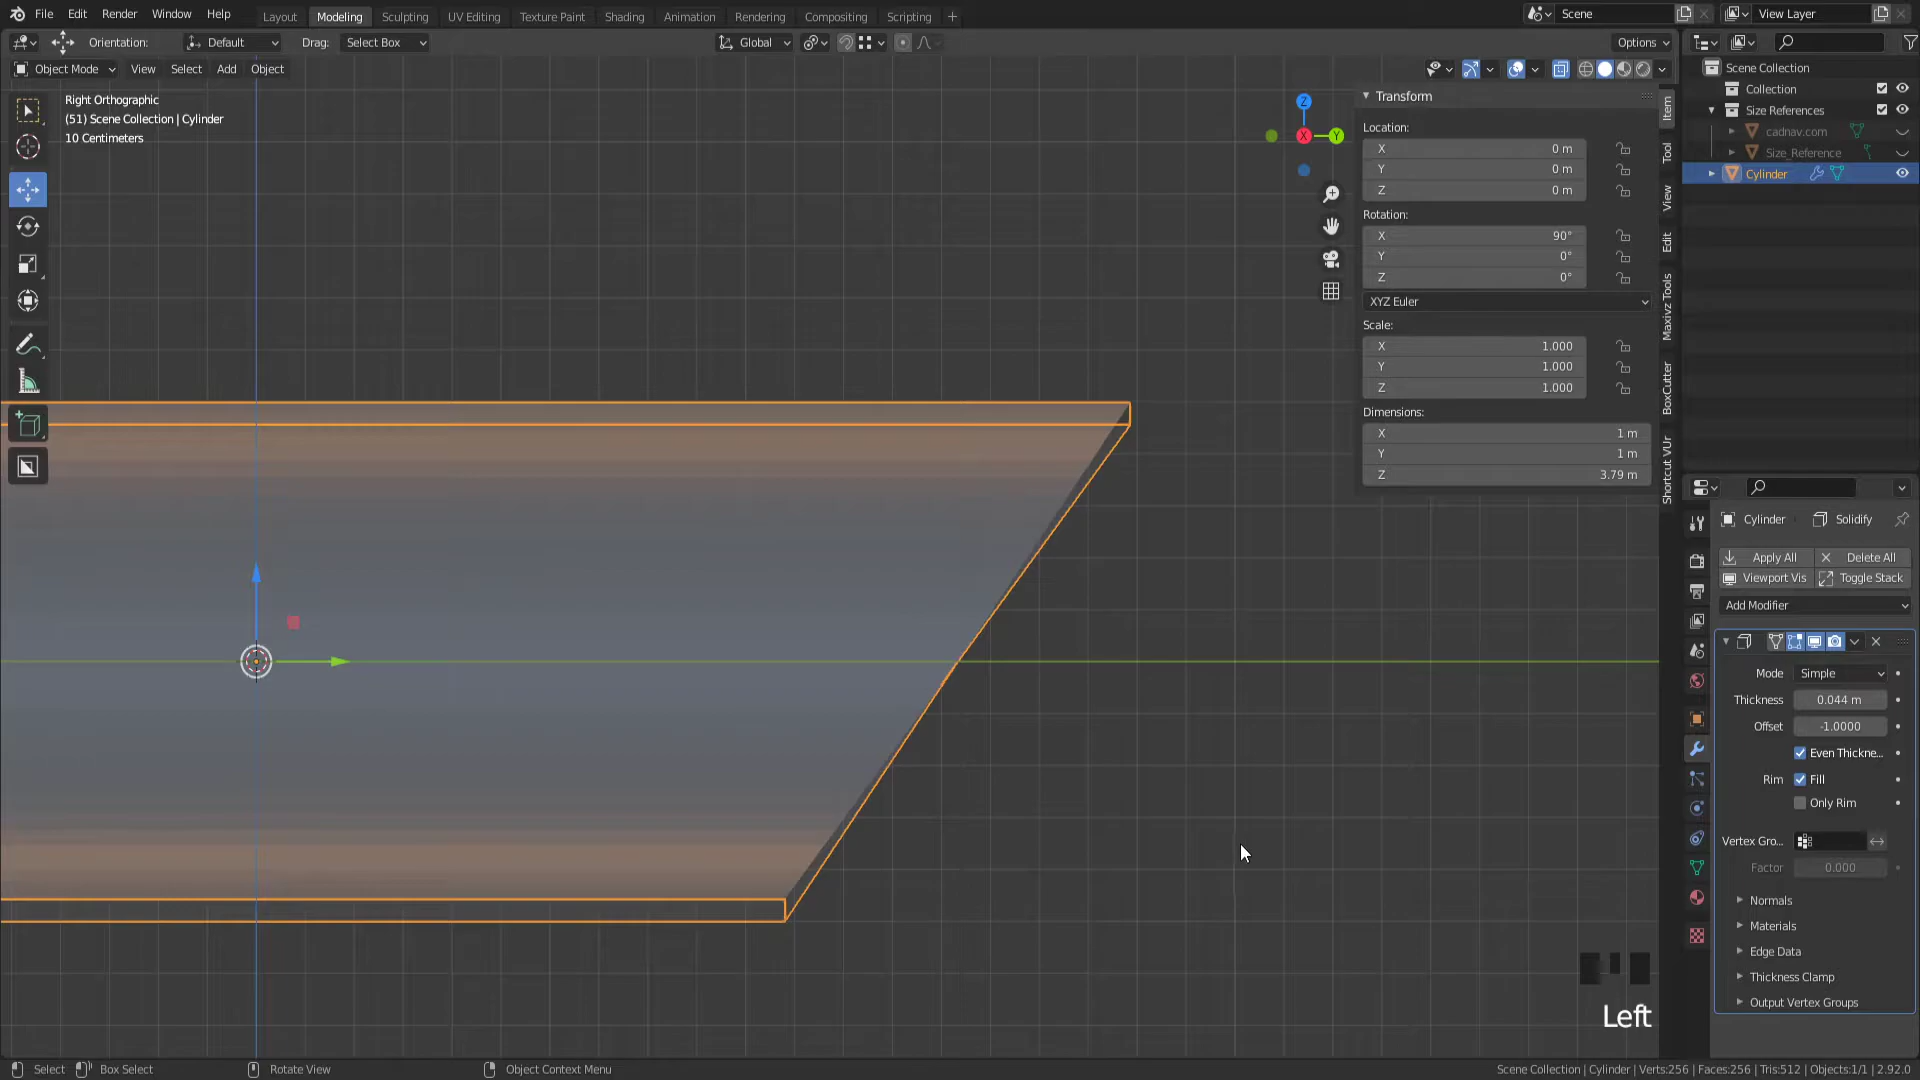 File Edit Render Window Help
Layout Modeling Sculpting UV Editing Texture Paint Shading Animation Rendering Compositing Scripting +
Scene
View Layer
Orientation: Default Drag: Select Box
Global
Options
Object Mode View Select Add Object
Right Orthographic
(51) Scene Collection | Cylinder
10 Centimeters
Z
X
Y
Transform
Location:
X 0 m
Y 0 m
Z 0 m
Rotation:
X 90°
Y 0°
Z 0°
XYZ Euler
Scale:
X 1.000
Y 1.000
Z 1.000
Dimensions:
X 1 m
Y 1 m
Z 3.79 m
Item
Tool
View
Edit
Maxivz Tools
BoxCutter
Shortcut VUr
Scene Collection
Collection
Size References
cadnav.com
Size_Reference
Cylinder
Cylinder Solidify
Apply All Delete All
Viewport Vis Toggle Stack
Add Modifier
Mode Simple
Thickness 0.044 m
Offset -1.0000
Even Thickne...
Rim Fill
Only Rim
Vertex Gro...
Factor 0.000
Normals
Materials
Edge Data
Thickness Clamp
Output Vertex Groups
Left
Select Box Select Rotate View Object Context Menu
Scene Collection | Cylinder | Verts:256 | Faces:256 | Tris:512 | Objects:1/1 | 2.92.0